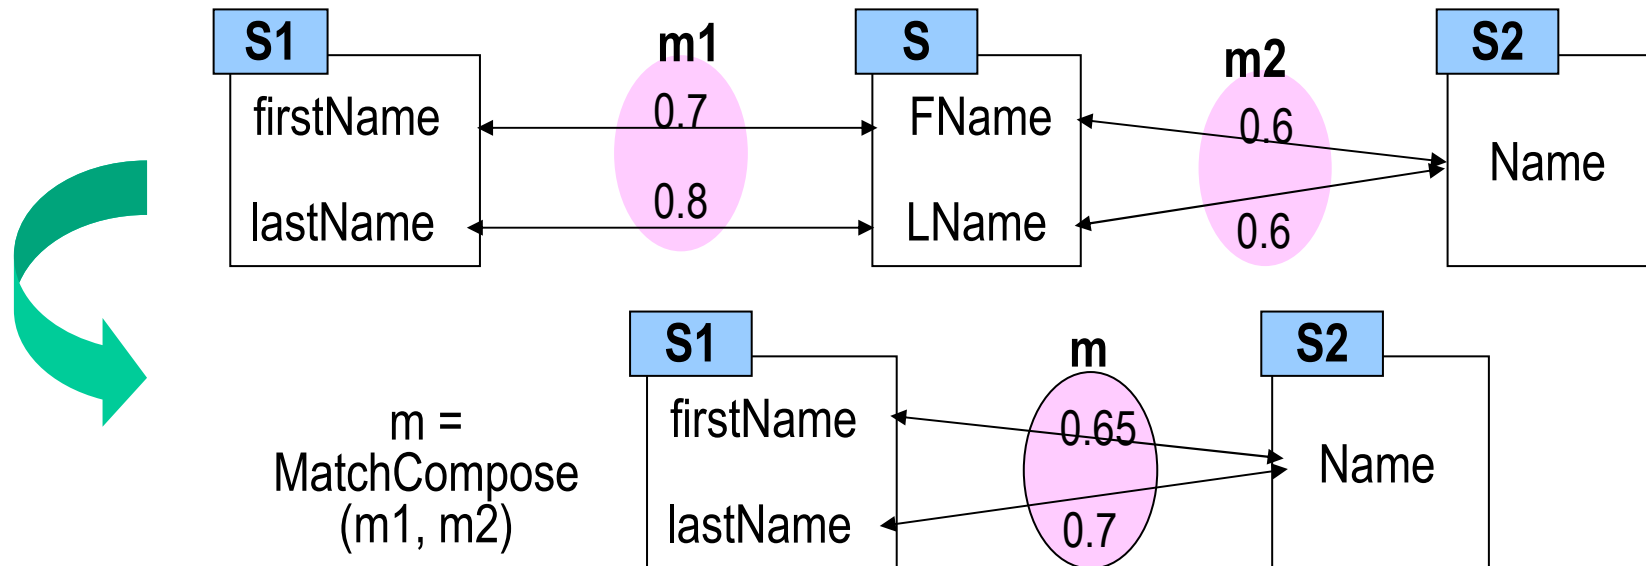 S1
m1
S
m2
S2
firstName
0.7
FName
0.6
Name
lastName
0.8
LName
0.6
S1
m
S2
firstName
0.65
Name
lastName
0.7
m =
MatchCompose
(m1, m2)